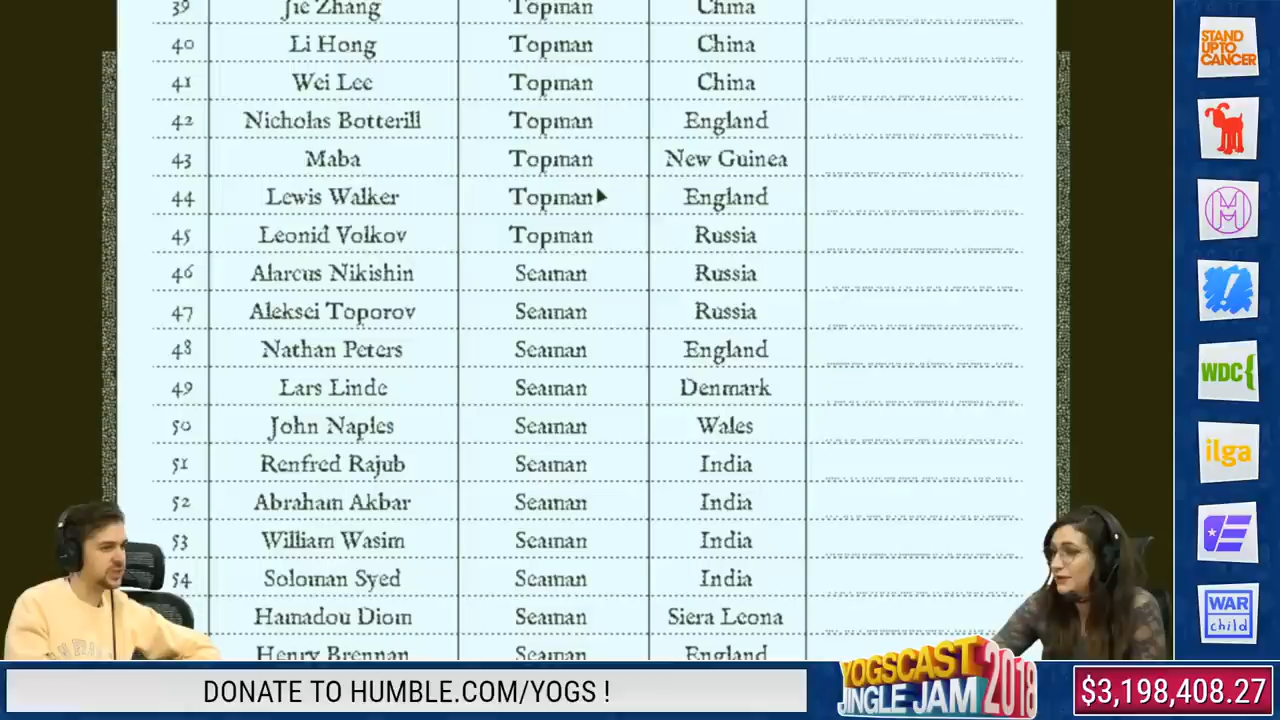 39 Jie Zhang Topman China
40 Li Hong Topman China
41 Wei Lee Topman China
42 Nicholas Botterill Topman England
43 Maba Topman New Guinea
44 Lewis Walker Topman England
45 Leonid Volkov Topman Russia
46 Alarcus Nikishin Seaman Russia
47 Aleksei Toporov Seaman Russia
48 Nathan Peters Seaman England
49 Lars Linde Seaman Denmark
50 John Naples Seaman Wales
51 Renfred Rajub Seaman India
52 Abraham Akbar Seaman India
53 William Wasim Seaman India
54 Soloman Syed Seaman India
Hamadou Diom Seaman Siera Leona
Henry Brennan Seaman England
STAND
UP TO
CANCER
WDC
ilga
WAR
child
DONATE TO HUMBLE.COM/YOGS !
YOGSCAST
JINGLE JAM 2018
$3,198,408.27